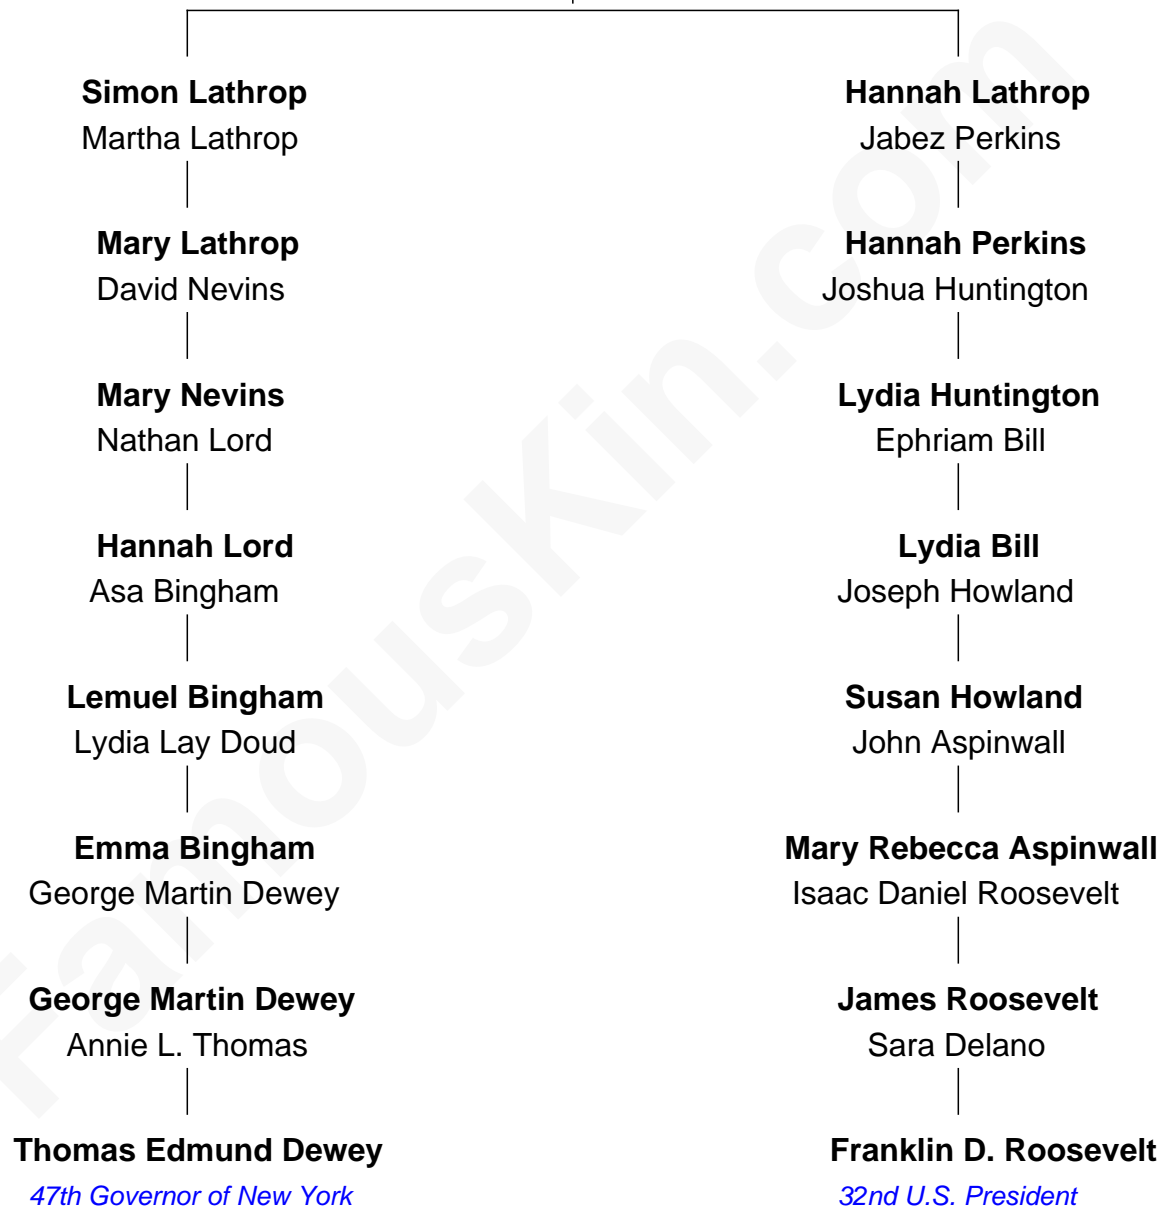 Simon Lathrop
Martha Lathrop
Mary Lathrop
David Nevins
Mary Nevins
Nathan Lord
Hannah Lord
Asa Bingham
Lemuel Bingham
Lydia Lay Doud
Emma Bingham
George Martin Dewey
George Martin Dewey
Annie L. Thomas
Thomas Edmund Dewey
47th Governor of New York
Hannah Lathrop
Jabez Perkins
Hannah Perkins
Joshua Huntington
Lydia Huntington
Ephriam Bill
Lydia Bill
Joseph Howland
Susan Howland
John Aspinwall
Mary Rebecca Aspinwall
Isaac Daniel Roosevelt
James Roosevelt
Sara Delano
Franklin D. Roosevelt
32nd U.S. President
FamousKin.com